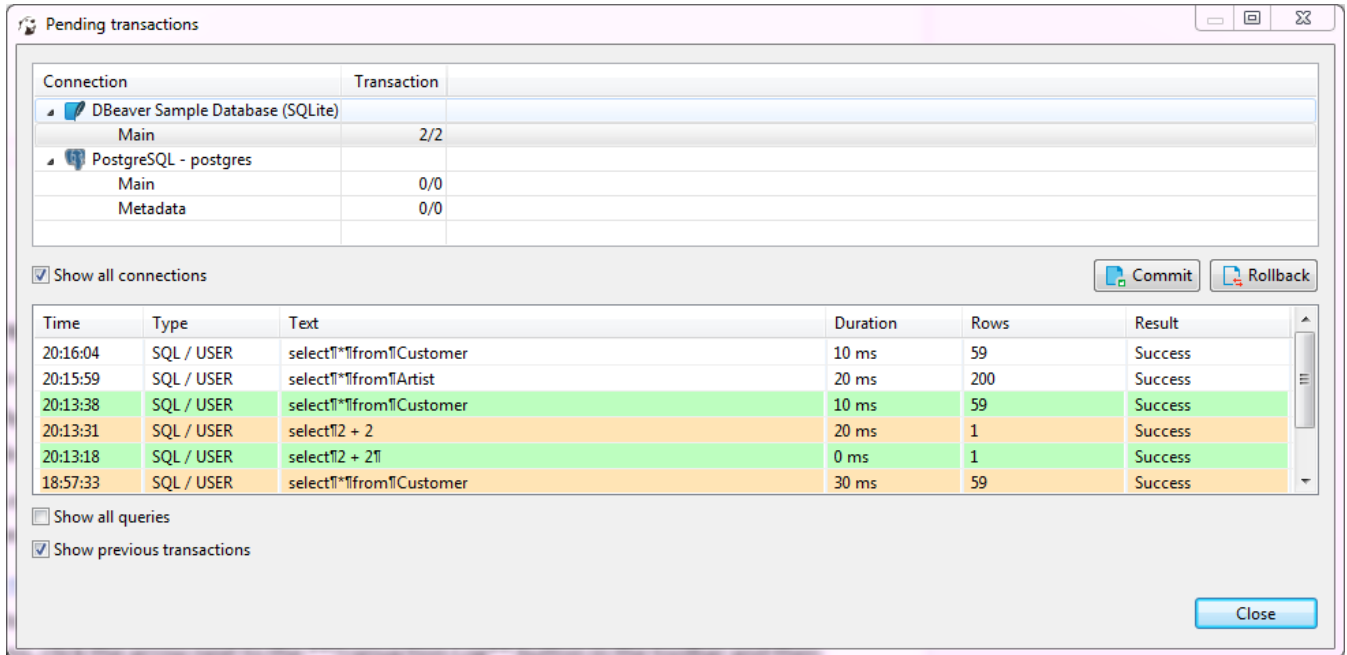 Pending transactions
Connection Transaction
DBeaver Sample Database (SQLite)
Main 2/2
PostgreSQL - postgres
Main 0/0
Metadata 0/0
Show all connections Commit Rollback
Time Type Text Duration Rows Result
20:16:04 SQL / USER select¶*¶from¶Customer 10 ms 59 Success
20:15:59 SQL / USER select¶*¶from¶Artist 20 ms 200 Success
20:13:38 SQL / USER select¶*¶from¶Customer 10 ms 59 Success
20:13:31 SQL / USER select¶2 + 2 20 ms 1 Success
20:13:18 SQL / USER select¶2 + 2¶ 0 ms 1 Success
18:57:33 SQL / USER select¶*¶from¶Customer 30 ms 59 Success
Show all queries
Show previous transactions
Close